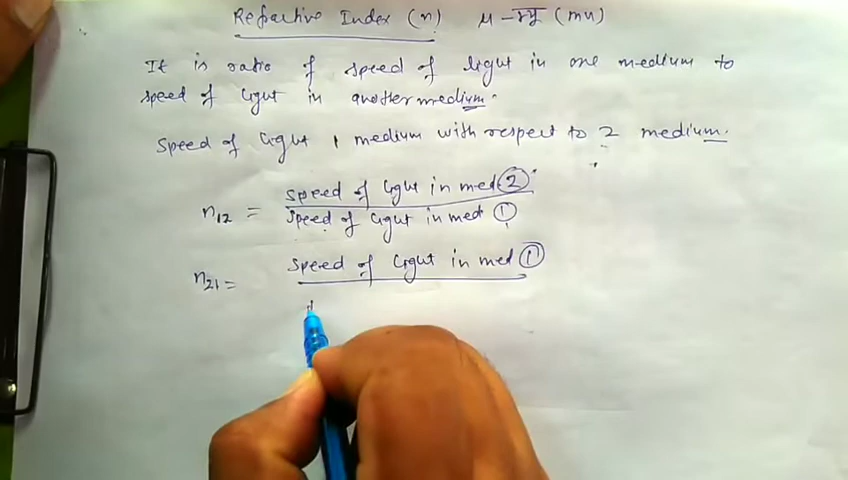 Refractive Index (n) μ - म्यु (mu)
It is ratio of speed of light in one medium to
speed of light in another medium.
Speed of light 1 medium with respect to 2 medium.
n12 = speed of light in med 2
speed of light in med 1
n21 = speed of light in med 1